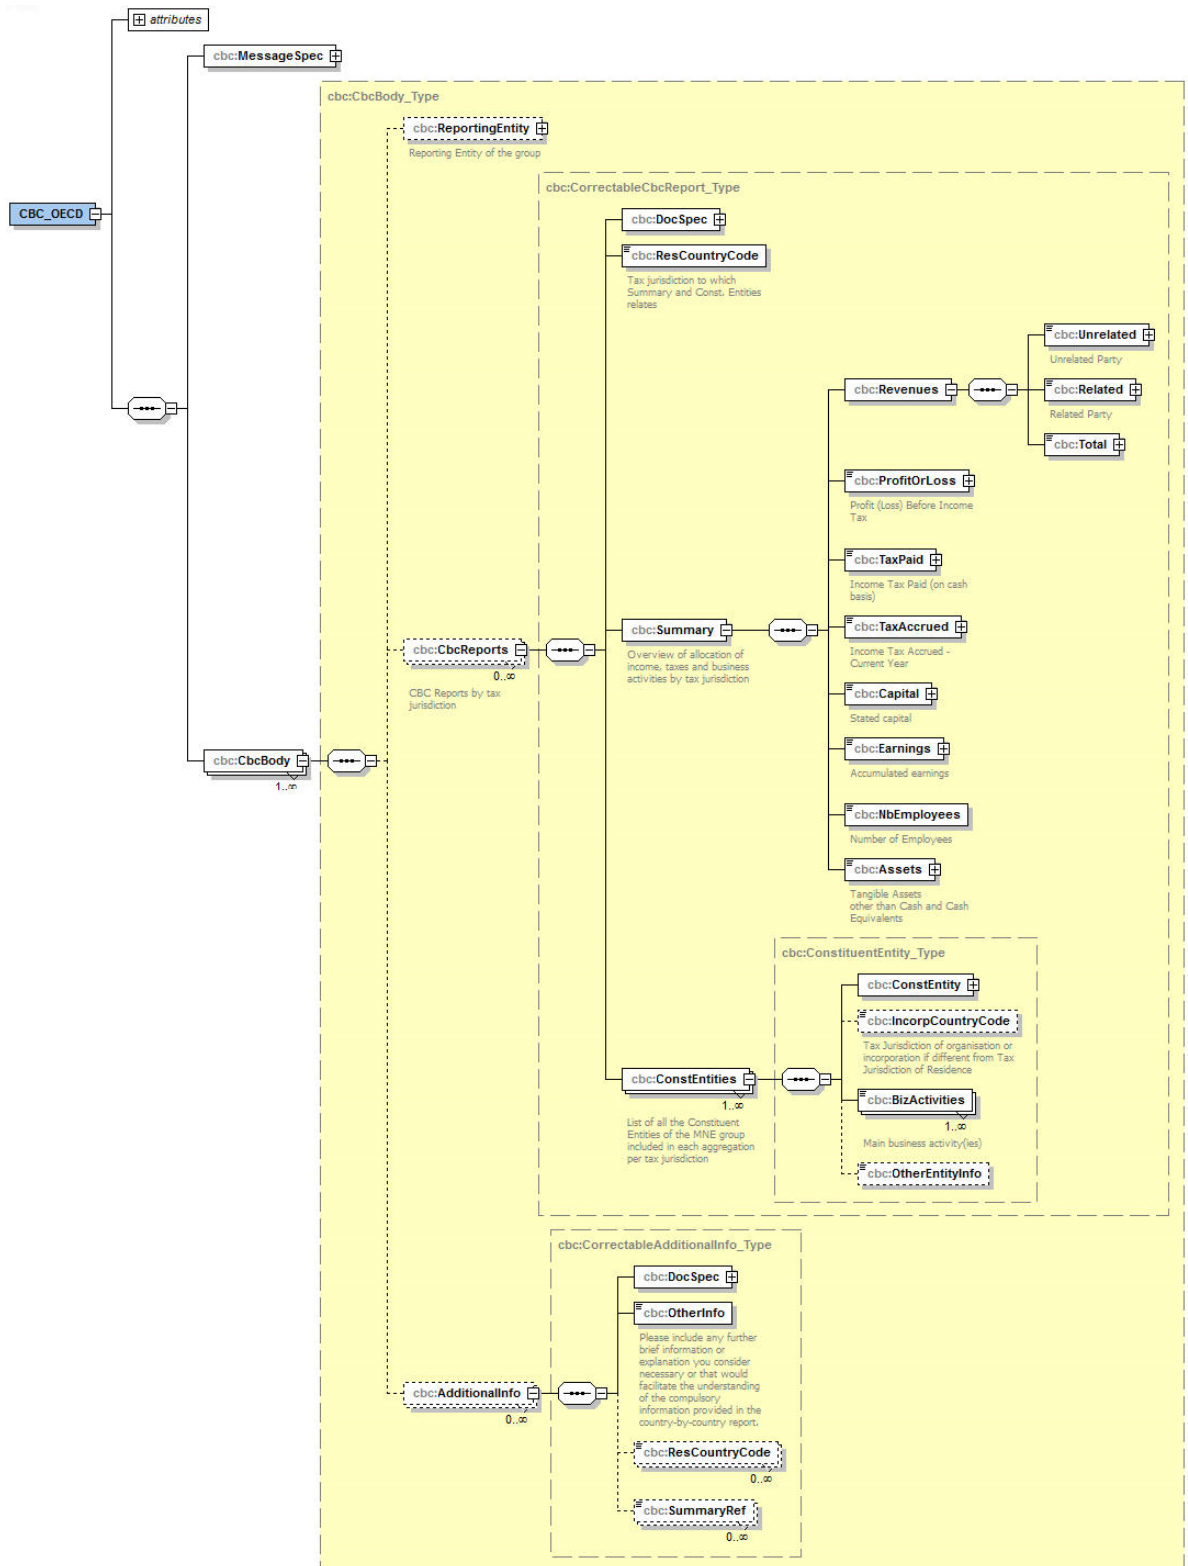 attributes
cbc:MessageSpec
cbc:CbcBody_Type
cbc:ReportingEntity
Reporting Entity of the group
cbc:CorrectableCbcReport_Type
CBC_OECD
cbc:DocSpec
cbc:ResCountryCode
Tax jurisdiction to which
Summary and Const. Entities
relates
cbc:Unrelated
Unrelated Party
cbc:Revenues
cbc:Related
Related Party
cbc:Total
cbc:ProfitOrLoss
Profit (Loss) Before Income
Tax
cbc:TaxPaid
Income Tax Paid (on cash
basis)
cbc:CbcReports
0..∞
CBC Reports by tax
jurisdiction
cbc:Summary
Overview of allocation of
income, taxes and business
activities by tax jurisdiction
cbc:TaxAccrued
Income Tax Accrued -
Current Year
cbc:Capital
Stated capital
cbc:Earnings
Accumulated earnings
cbc:CbcBody
1..∞
cbc:NbEmployees
Number of Employees
cbc:Assets
Tangible Assets
other than Cash and Cash
Equivalents
cbc:ConstituentEntity_Type
cbc:ConstEntity
cbc:IncorpCountryCode
Tax Jurisdiction of organisation or
incorporation if different from Tax
Jurisdiction of Residence
cbc:ConstEntities
1..∞
List of all the Constituent
Entities of the MNE group
included in each aggregation
per tax jurisdiction
cbc:BizActivities
1..∞
Main business activity(ies)
cbc:OtherEntityInfo
cbc:CorrectableAdditionalInfo_Type
cbc:DocSpec
cbc:OtherInfo
Please include any further
brief information or
explanation you consider
necessary or that would
facilitate the understanding
of the compulsory
information provided in the
country-by-country report.
cbc:AdditionalInfo
0..∞
cbc:ResCountryCode
0..∞
cbc:SummaryRef
0..∞